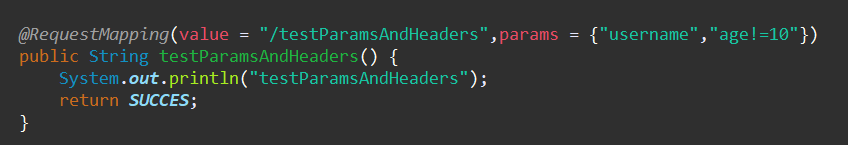 @RequestMapping(value = "/testParamsAndHeaders",params = {"username","age!=10"})
public String testParamsAndHeaders() {
    System.out.println("testParamsAndHeaders");
    return SUCCES;
}